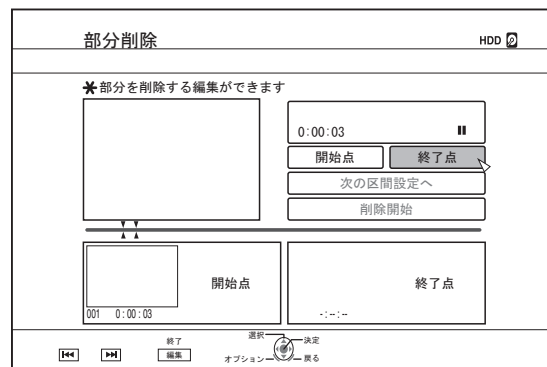 部分削除
HDD
部分を削除する編集ができます
0:00:03
開始点 終了点
次の区間設定へ
削除開始
開始点
001 0:00:03
終了点
-:--:--
終了
編集
選択
決定
オプション
戻る